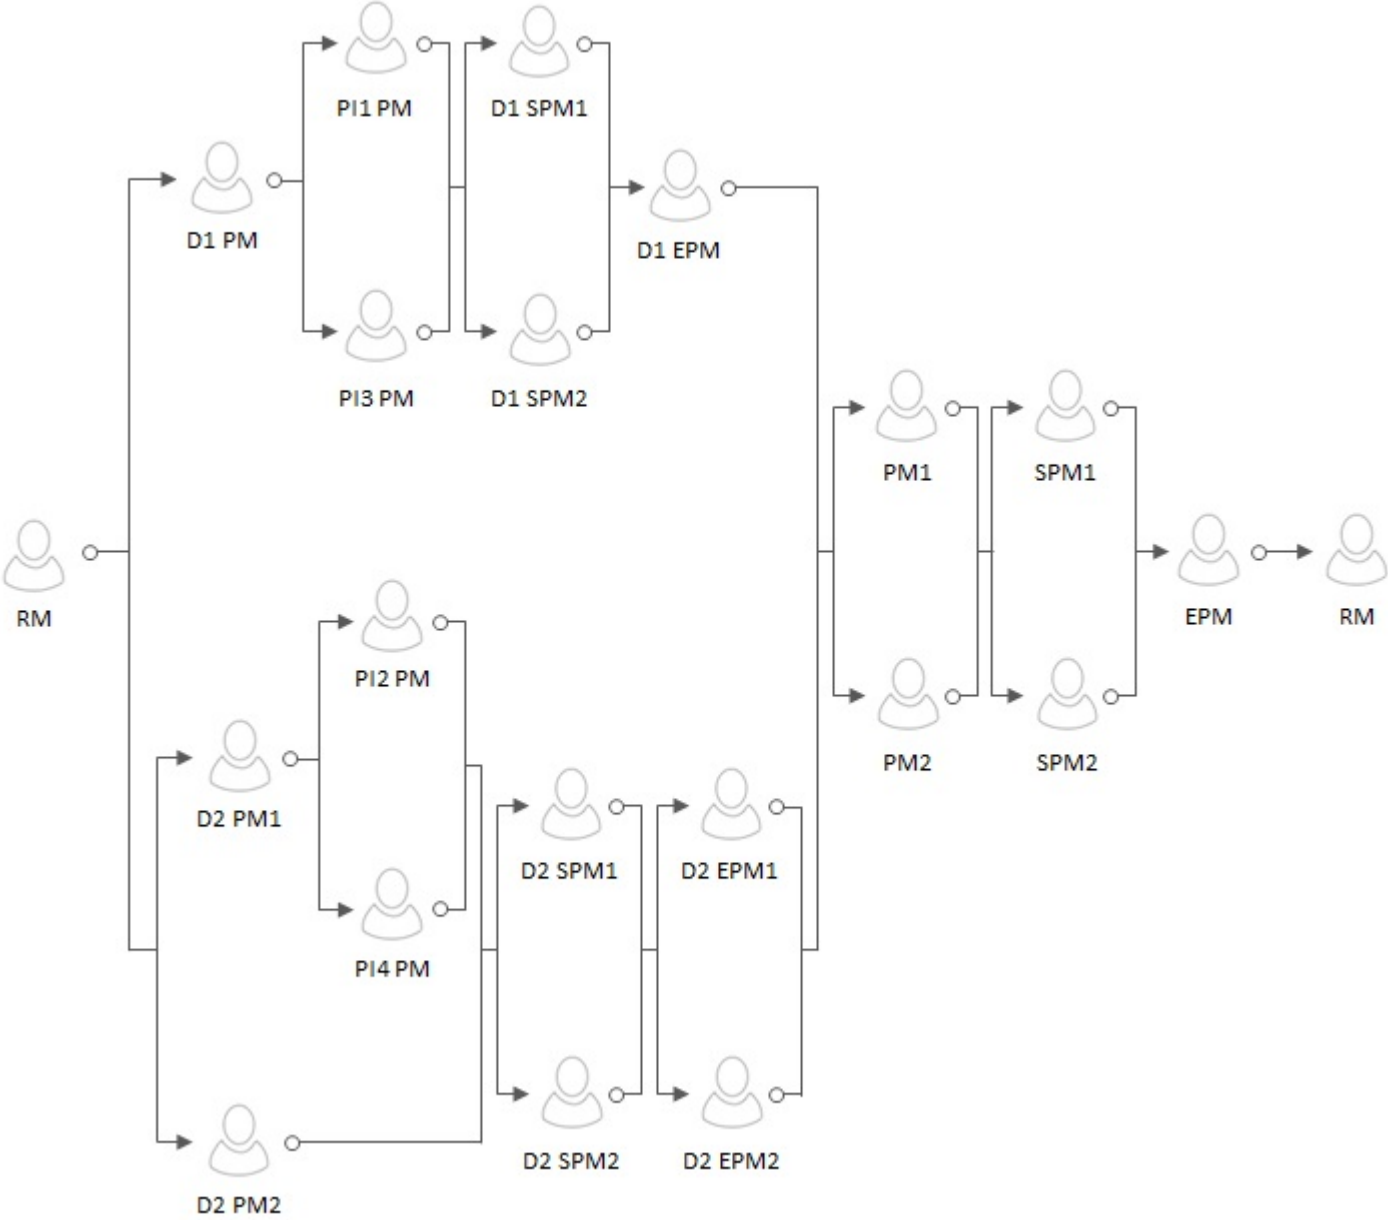 PI1 PM
D1 SPM1
D1 PM
D1 EPM
PI3 PM
D1 SPM2
PM1
SPM1
RM
EPM
RM
PI2 PM
PM2
SPM2
D2 PM1
D2 SPM1
D2 EPM1
PI4 PM
D2 SPM2
D2 EPM2
D2 PM2